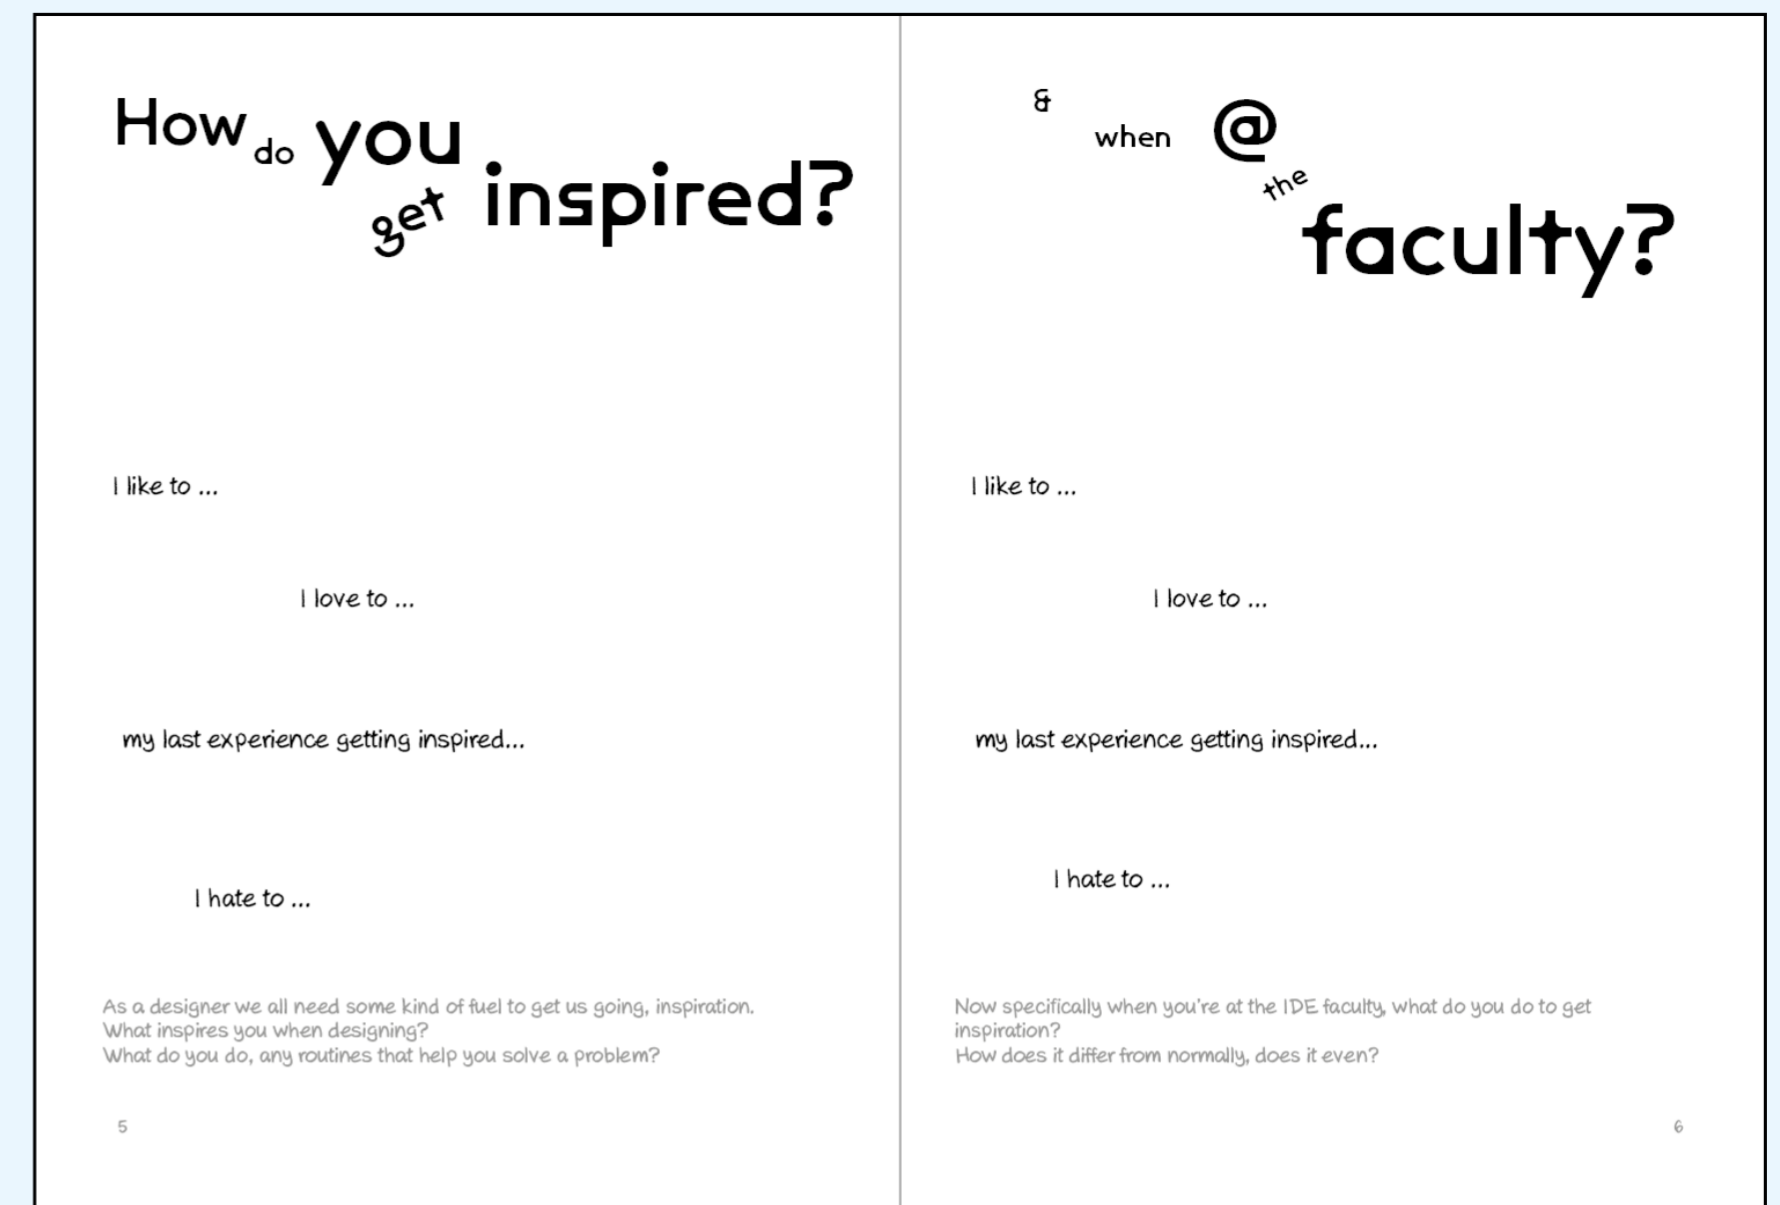 How do you
get inspired?
I like to ...
I love to ...
my last experience getting inspired...
I hate to ...
As a designer we all need some kind of fuel to get us going, inspiration.
What inspires you when designing?
What do you do, any routines that help you solve a problem?
5
& when @
the
faculty?
I like to ...
I love to ...
my last experience getting inspired...
I hate to ...
Now specifically when you're at the IDE faculty, what do you do to get
inspiration?
How does it differ from normally, does it even?
6